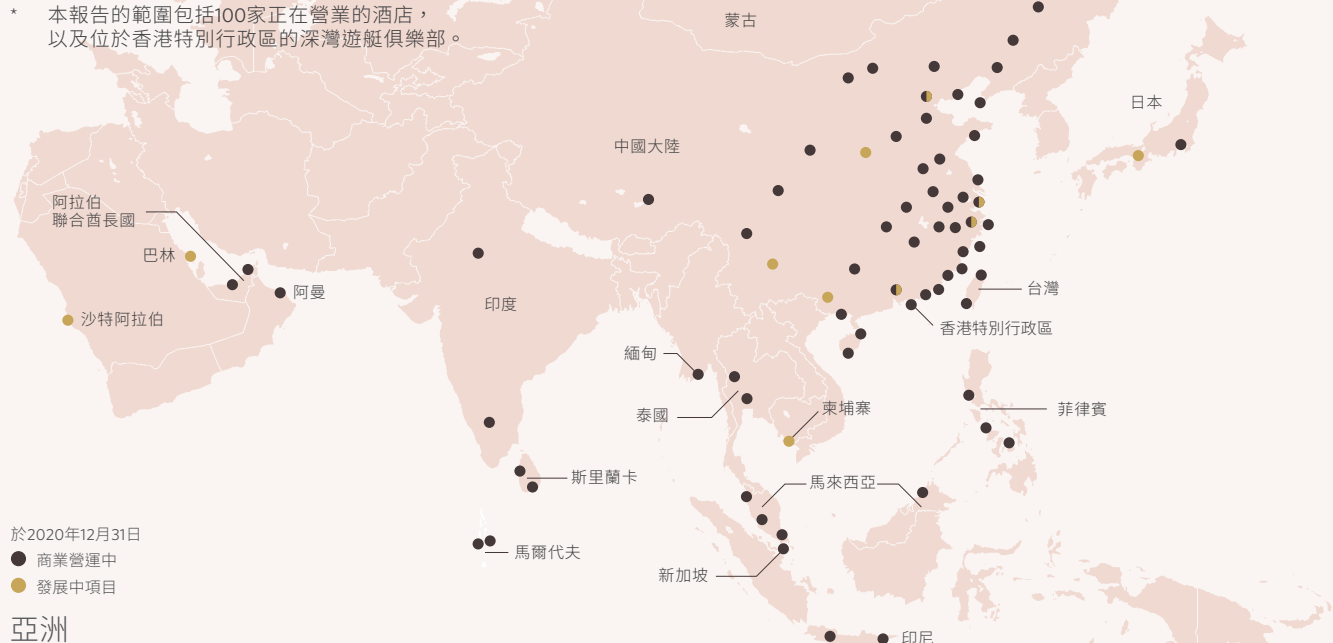 * 本報告的範圍包括100家正在營業的酒店，
以及位於香港特別行政區的深灣遊艇俱樂部。
蒙古
日本
中國大陸
阿拉伯
聯合酋長國
巴林
阿曼
沙特阿拉伯
印度
台灣
香港特別行政區
緬甸
泰國
柬埔寨
菲律賓
斯里蘭卡
馬來西亞
馬爾代夫
新加坡
印尼
於2020年12月31日
商業營運中
發展中項目
亞洲